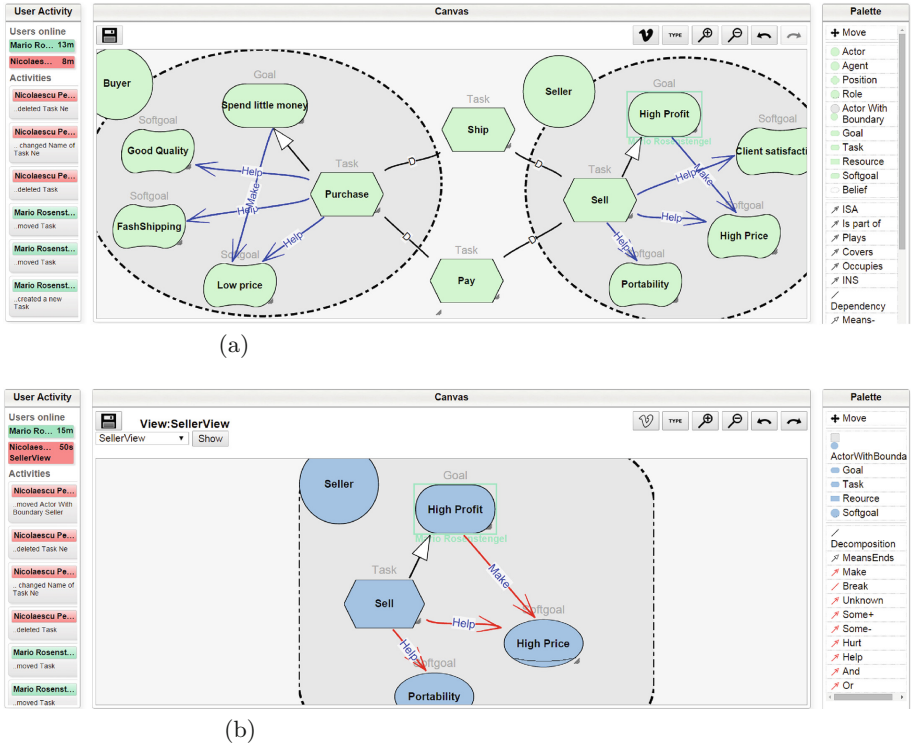 User Activity
Users online
Mario Ro... 13m
Nicolaes... 8m
Activities
Nicolaescu Pe...
..deleted Task Ne
Nicolaescu Pe...
..changed Name of
Task Ne
Nicolaescu Pe...
..deleted Task
Mario Rosenst...
..moved Task
Mario Rosenst...
..moved Task
Mario Rosenst...
..created a new
Task
Canvas
TYPE
Buyer
Goal
Spend little money
Softgoal
Good Quality
Softgoal
FashShipping
Softgoal
Low price
Task
Purchase
Help
Make
Help
Help
Task
Ship
D
D
Pay
Task
D
D
Seller
Goal
High Profit
Mario Rosenstengel
Softgoal
Client satisfacti
Task
Sell
Help
Make
Help
Help
Softgoal
High Price
Softgoal
Portability
Palette
Move
Actor
Agent
Position
Role
Actor With
Boundary
Goal
Task
Resource
Softgoal
Belief
ISA
Is part of
Plays
Covers
Occupies
INS
Dependency
Means-
(a)
User Activity
Users online
Mario Ro... 15m
Nicolaes... 50s
SellerView
Activities
Nicolaescu Pe...
..moved Actor With
Boundary Seller
Nicolaescu Pe...
..deleted Task Ne
Nicolaescu Pe...
.. changed Name of
Task Ne
Nicolaescu Pe...
..deleted Task
Mario Rosenst...
..moved Task
Mario Rosenst...
..moved Task
Canvas
View:SellerView
SellerView
Show
TYPE
Seller
Goal
High Profit
Mario Rosenstengel
Task
Sell
Make
Help
Help
Softgoal
High Price
Softgoal
Portability
Palette
Move
ActorWithBounda
Goal
Task
Reource
Softgoal
Decomposition
MeansEnds
Make
Break
Unknown
Some+
Some-
Hurt
Help
And
Or
(b)